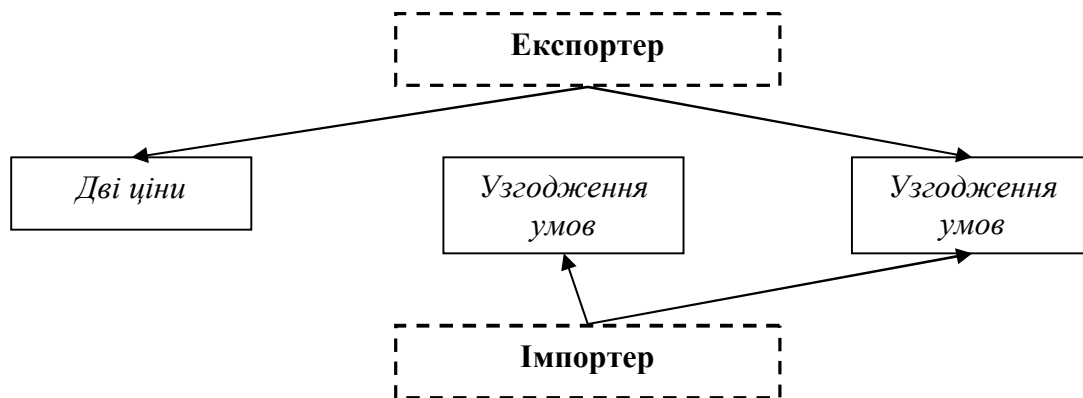 Експортер
Дві ціни
Узгодження
умов
Узгодження
умов
Імпортер